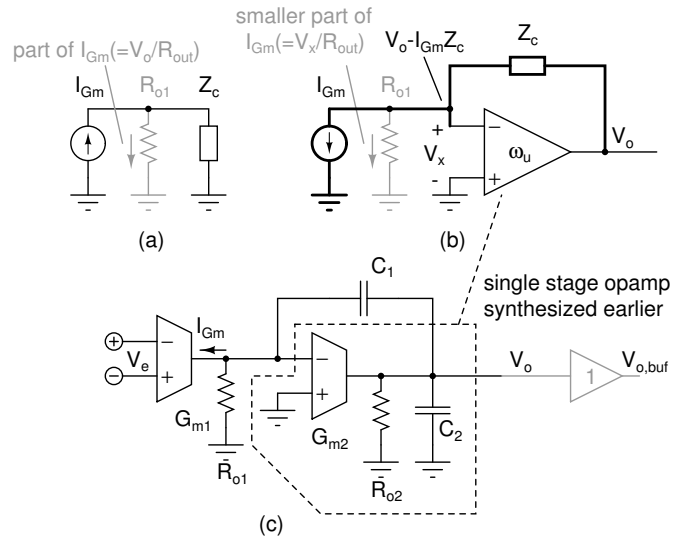 part of I_Gm(=V_o/R_out)
I_Gm
R_o1
Z_c
(a)
smaller part of
I_Gm(=V_x/R_out)
V_o-I_GmZ_c
Z_c
I_Gm
R_o1
+
V_x
-
−
+
ω_u
V_o
(b)
single stage opamp
synthesized earlier
C_1
I_Gm
+
−
V_e
−
+
G_m1
R_o1
−
+
G_m2
R_o2
C_2
V_o
1
V_o,buf
(c)